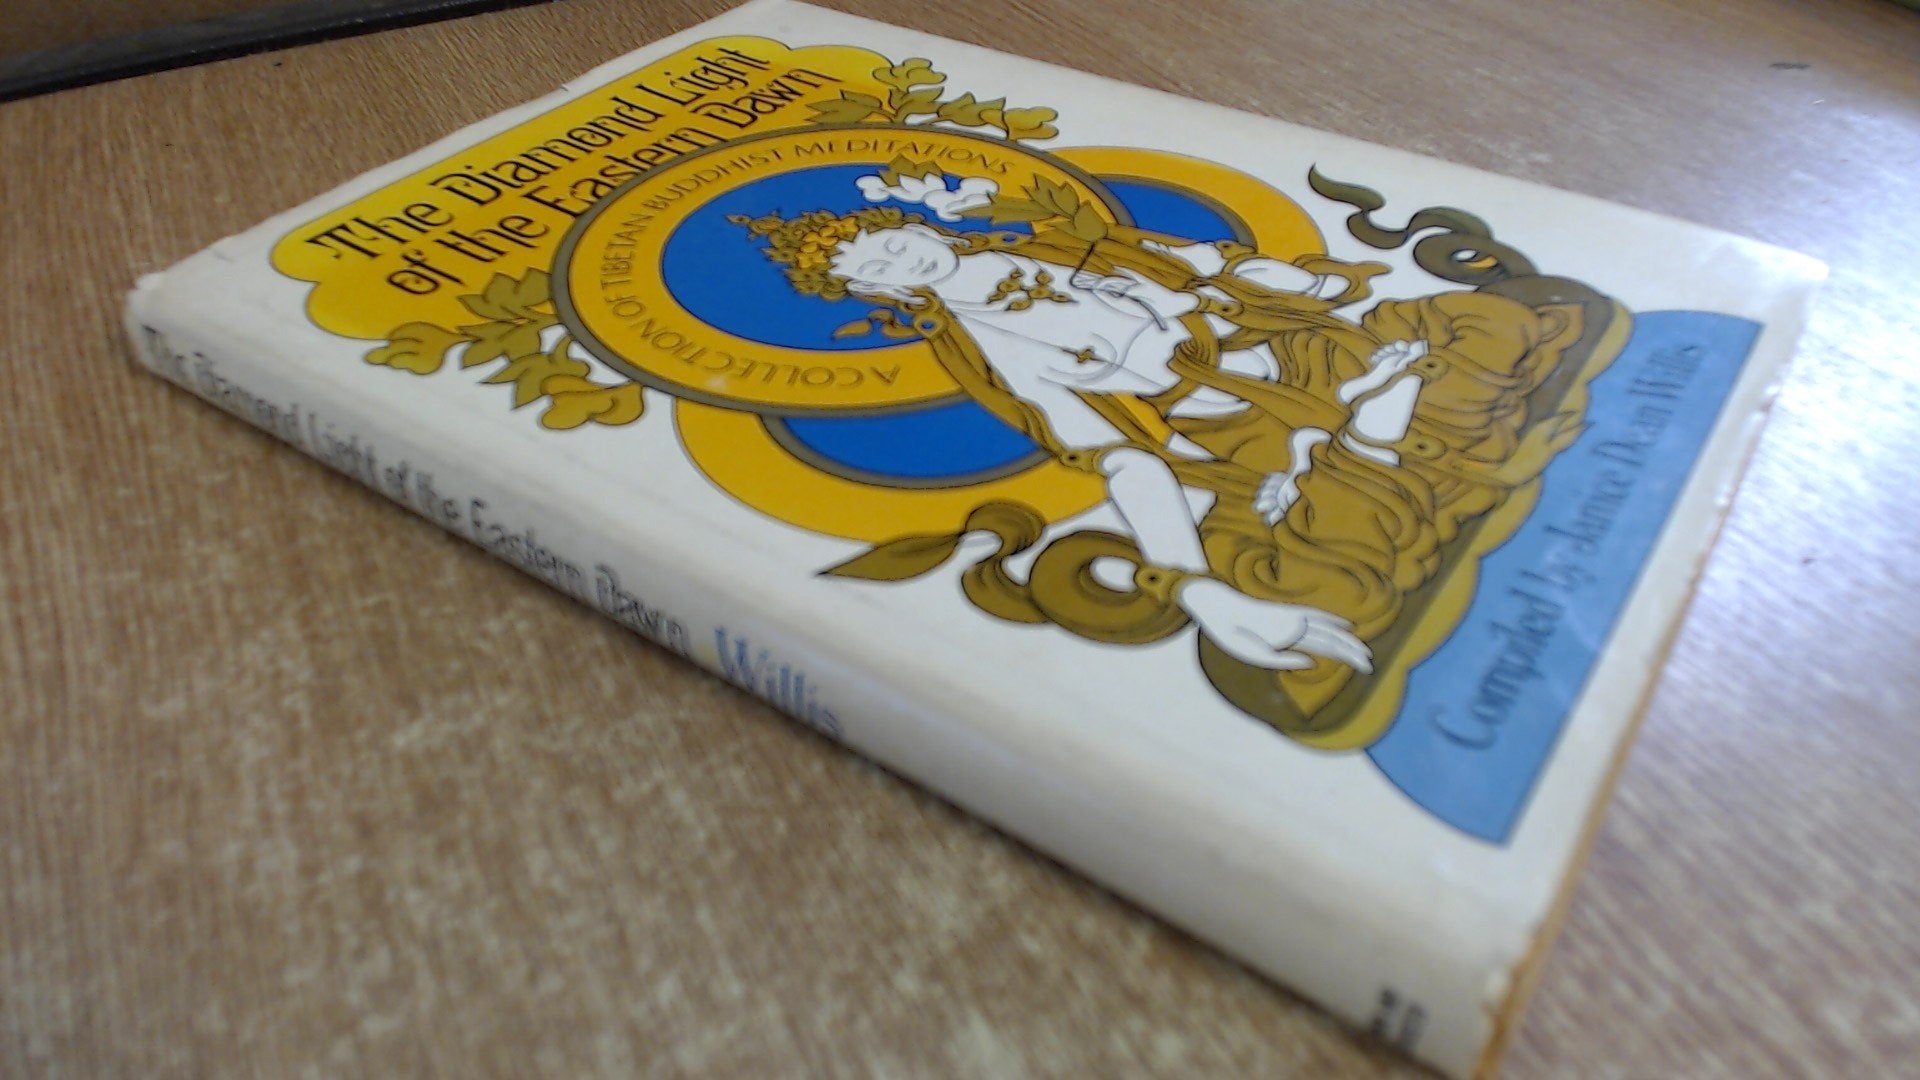 The Diamond Light
of the Eastern Dawn
A COLLECTION OF TIBETAN BUDDHIST MEDITATIONS
Compiled by Janice Dean Willis
The Diamond Light of the Eastern Dawn Willis